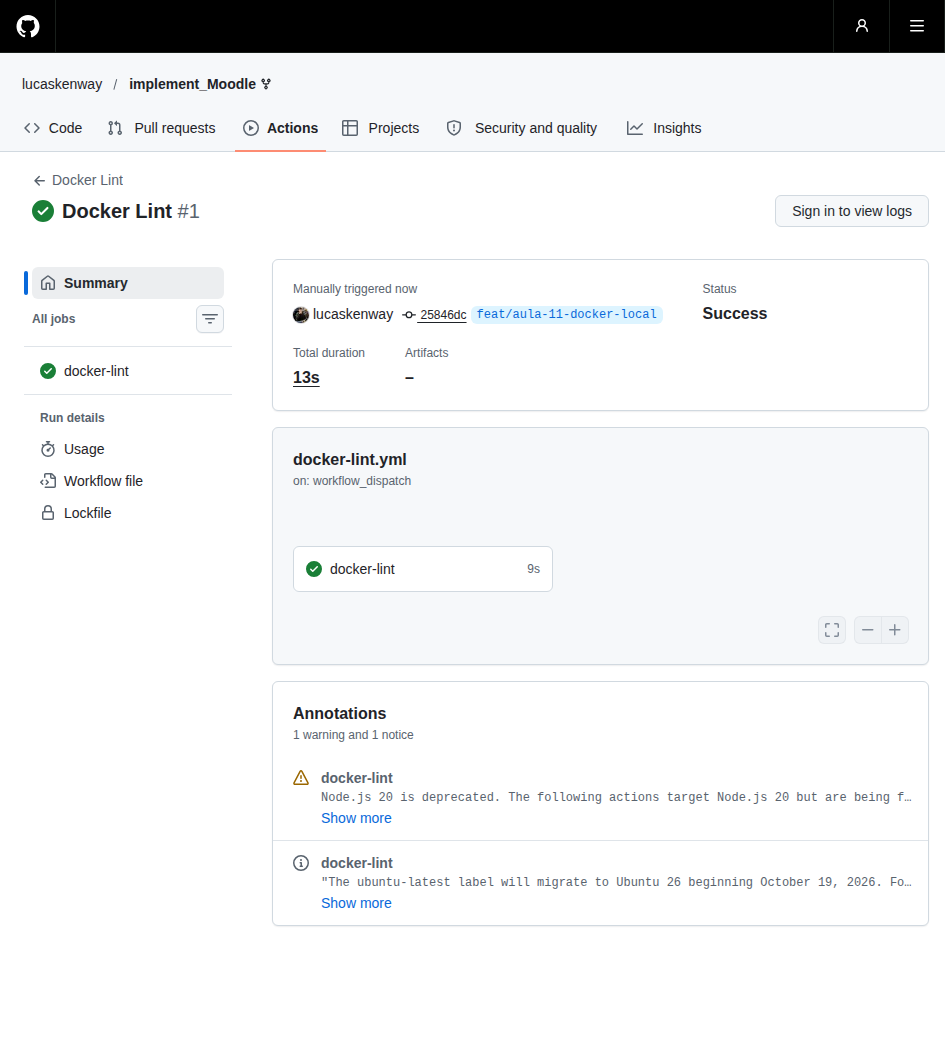 lucaskenway / implement_Moodle
Code Pull requests Actions Projects Security and quality Insights
Docker Lint
Docker Lint #1
Sign in to view logs
Summary
All jobs
docker-lint
Run details
Usage
Workflow file
Lockfile
Manually triggered now
lucaskenway 25846dc feat/aula-11-docker-local
Status
Success
Total duration
13s
Artifacts
–
docker-lint.yml
on: workflow_dispatch
docker-lint 9s
Annotations
1 warning and 1 notice
docker-lint
Node.js 20 is deprecated. The following actions target Node.js 20 but are being f…
Show more
docker-lint
"The ubuntu-latest label will migrate to Ubuntu 26 beginning October 19, 2026. Fo…
Show more